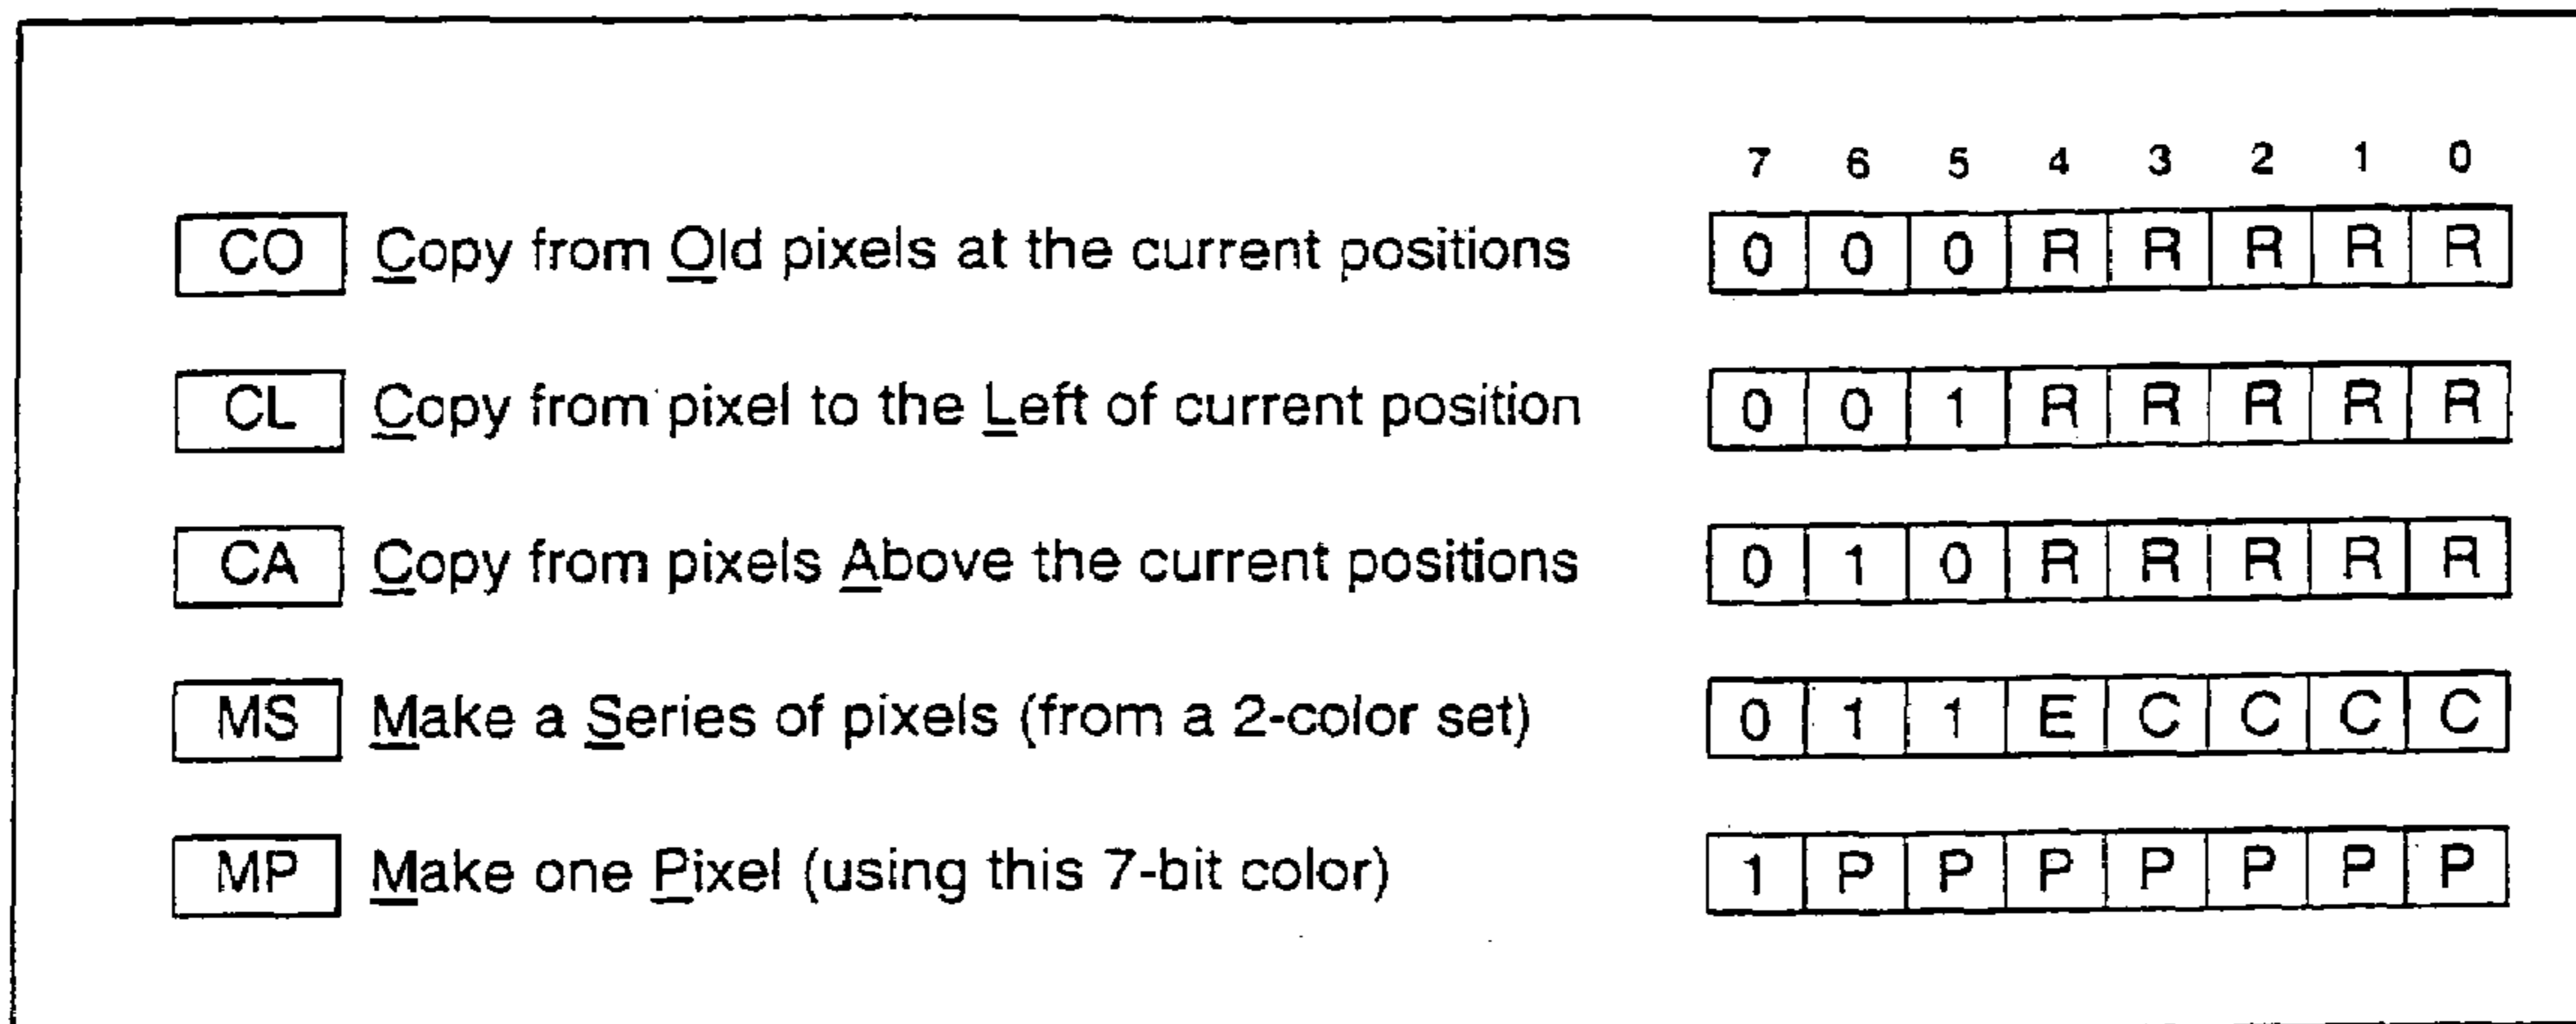 7 6 5 4 3 2 1 0
CO Copy from Old pixels at the current positions 0 0 0 R R R R R
CL Copy from pixel to the Left of current position 0 0 1 R R R R R
CA Copy from pixels Above the current positions 0 1 0 R R R R R
MS Make a Series of pixels (from a 2-color set) 0 1 1 E C C C C
MP Make one Pixel (using this 7-bit color) 1 P P P P P P P